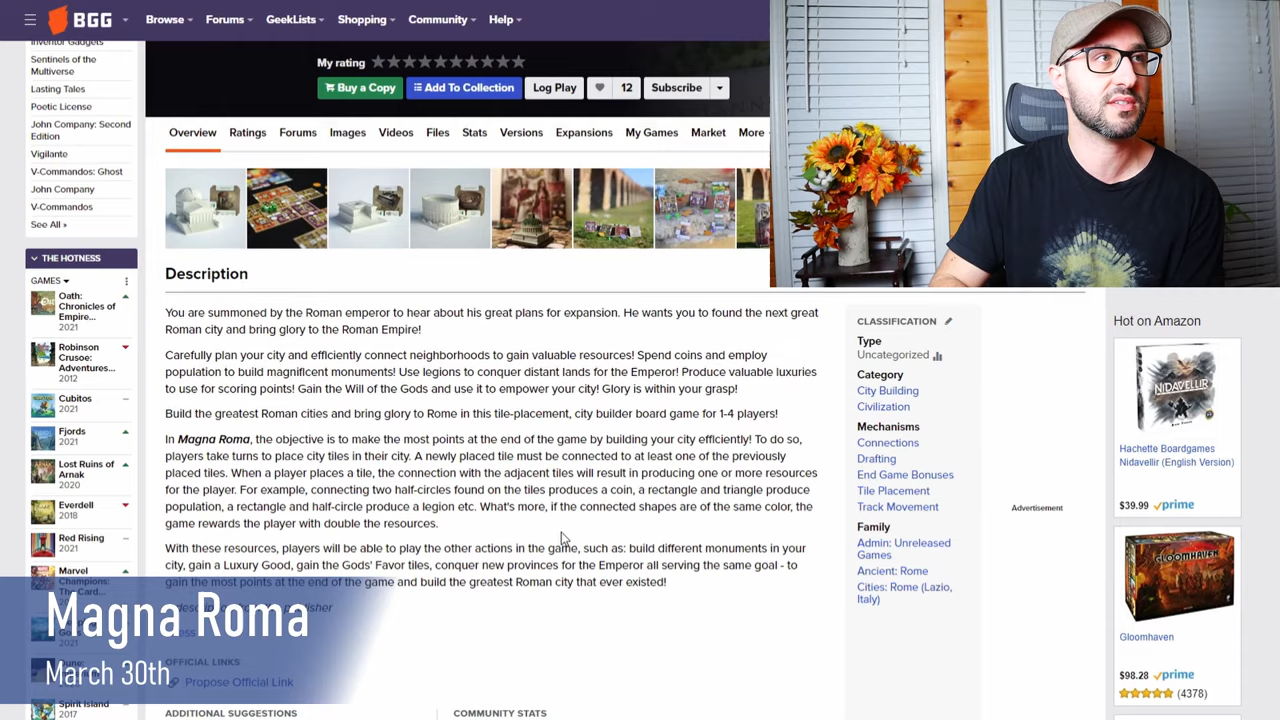 BGG
Browse
Forums
GeekLists
Shopping
Community
Help
Inventor Gadgets
Sentinels of the
Multiverse
Lasting Tales
Poetic License
John Company: Second
Edition
Vigilante
V-Commandos: Ghost
John Company
V-Commandos
See All »
THE HOTNESS
GAMES
Oath:
Chronicles of
Empire...
2021
Robinson
Crusoe:
Adventures...
2012
Cubitos
2021
Fjords
2021
Lost Ruins of
Arnak
2020
Everdell
2018
Red Rising
2021
Marvel
Champions:
The Card...
2021
Dune:
Spirit Island
2017
My rating
Buy a Copy
Add To Collection
Log Play
12
Subscribe
Overview
Ratings
Forums
Images
Videos
Files
Stats
Versions
Expansions
My Games
Market
More
Description
You are summoned by the Roman emperor to hear about his great plans for expansion. He wants you to found the next great
Roman city and bring glory to the Roman Empire!
Carefully plan your city and efficiently connect neighborhoods to gain valuable resources! Spend coins and employ
population to build magnificent monuments! Use legions to conquer distant lands for the Emperor! Produce valuable luxuries
to use for scoring points! Gain the Will of the Gods and use it to empower your city! Glory is within your grasp!
Build the greatest Roman cities and bring glory to Rome in this tile-placement, city builder board game for 1-4 players!
In Magna Roma, the objective is to make the most points at the end of the game by building your city efficiently! To do so,
players take turns to place city tiles in their city. A newly placed tile must be connected to at least one of the previously
placed tiles. When a player places a tile, the connection with the adjacent tiles will result in producing one or more resources
for the player. For example, connecting two half-circles found on the tiles produces a coin, a rectangle and triangle produce
population, a rectangle and half-circle produce a legion etc. What's more, if the connected shapes are of the same color, the
game rewards the player with double the resources.
With these resources, players will be able to play the other actions in the game, such as: build different monuments in your
city, gain a Luxury Good, gain the Gods' Favor tiles, conquer new provinces for the Emperor all serving the same goal - to
gain the most points at the end of the game and build the greatest Roman city that ever existed!
publisher
OFFICIAL LINKS
Propose Official Link
ADDITIONAL SUGGESTIONS
COMMUNITY STATS
CLASSIFICATION
Type
Uncategorized
Category
City Building
Civilization
Mechanisms
Connections
Drafting
End Game Bonuses
Tile Placement
Track Movement
Family
Admin: Unreleased
Games
Ancient: Rome
Cities: Rome (Lazio,
Italy)
Advertisement
Hot on Amazon
NIDAVELLIR
Hachette Boardgames
Nidavellir (English Version)
$39.99 prime
GLOOMHAVEN
Gloomhaven
$98.28 prime
(4378)
Magna Roma
March 30th